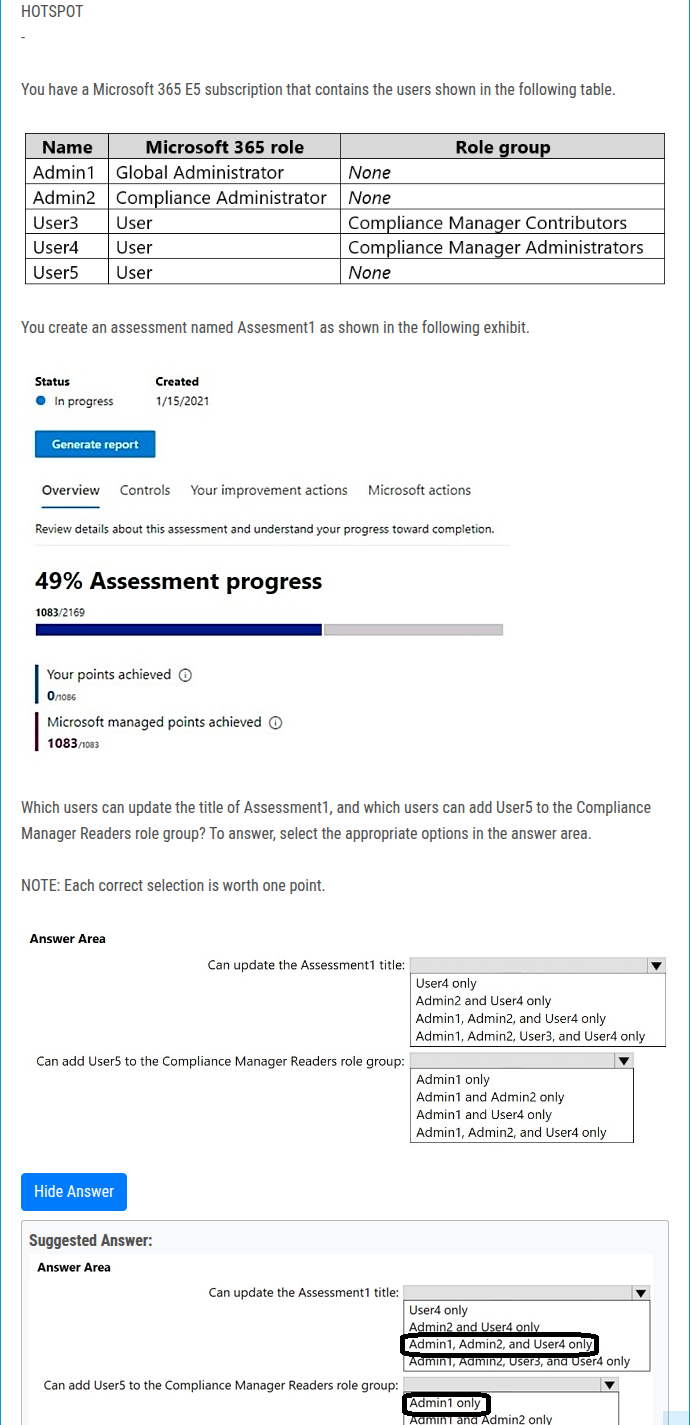 HOTSPOT
-
You have a Microsoft 365 E5 subscription that contains the users shown in the following table.
Name Microsoft 365 role Role group
Admin1 Global Administrator None
Admin2 Compliance Administrator None
User3 User Compliance Manager Contributors
User4 User Compliance Manager Administrators
User5 User None
You create an assessment named Assesment1 as shown in the following exhibit.
Status Created
In progress 1/15/2021
Generate report
Overview Controls Your improvement actions Microsoft actions
Review details about this assessment and understand your progress toward completion.
49% Assessment progress
1083/2169
Your points achieved
0/1086
Microsoft managed points achieved
1083/1083
Which users can update the title of Assessment1, and which users can add User5 to the Compliance
Manager Readers role group? To answer, select the appropriate options in the answer area.
NOTE: Each correct selection is worth one point.
Answer Area
Can update the Assessment1 title:
User4 only
Admin2 and User4 only
Admin1, Admin2, and User4 only
Admin1, Admin2, User3, and User4 only
Can add User5 to the Compliance Manager Readers role group:
Admin1 only
Admin1 and Admin2 only
Admin1 and User4 only
Admin1, Admin2, and User4 only
Hide Answer
Suggested Answer:
Answer Area
Can update the Assessment1 title:
User4 only
Admin2 and User4 only
Admin1, Admin2, and User4 only
Admin1, Admin2, User3, and User4 only
Can add User5 to the Compliance Manager Readers role group:
Admin1 only
Admin1 and Admin2 only